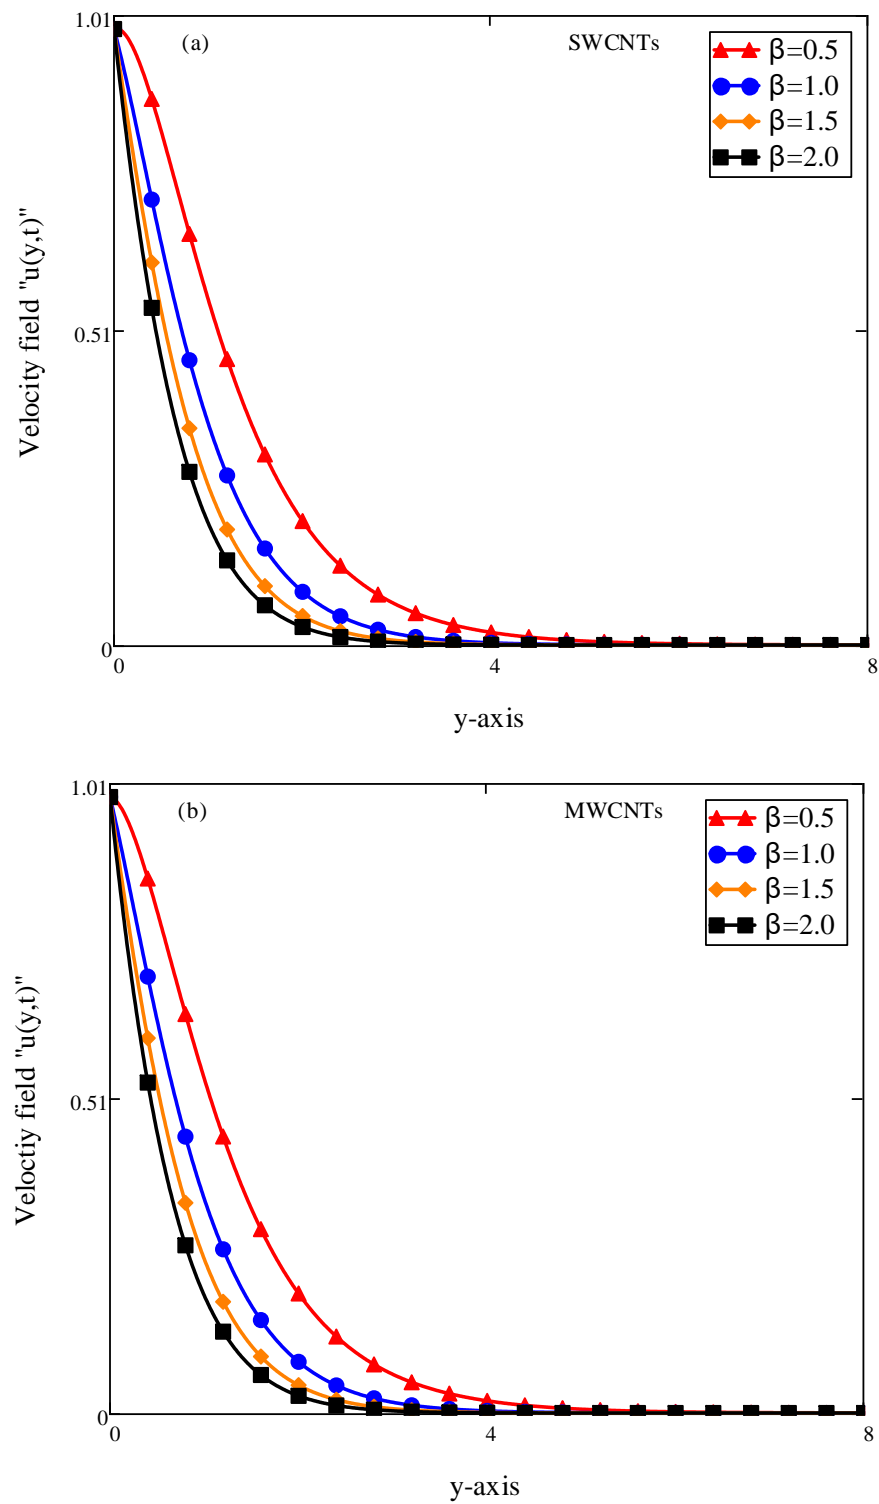 1.01
(a)
SWCNTs
β=0.5
β=1.0
β=1.5
β=2.0
Velocity field "u(y,t)"
0.51
0
0
4
8
y-axis
1.01
(b)
MWCNTs
β=0.5
β=1.0
β=1.5
β=2.0
Veloctiy field "u(y,t)"
0.51
0
0
4
8
y-axis